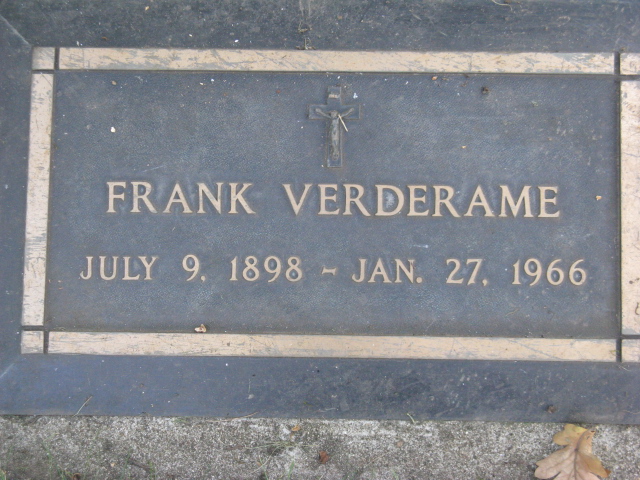 FRANK VERDERAME
JULY 9, 1898 - JAN. 27, 1966